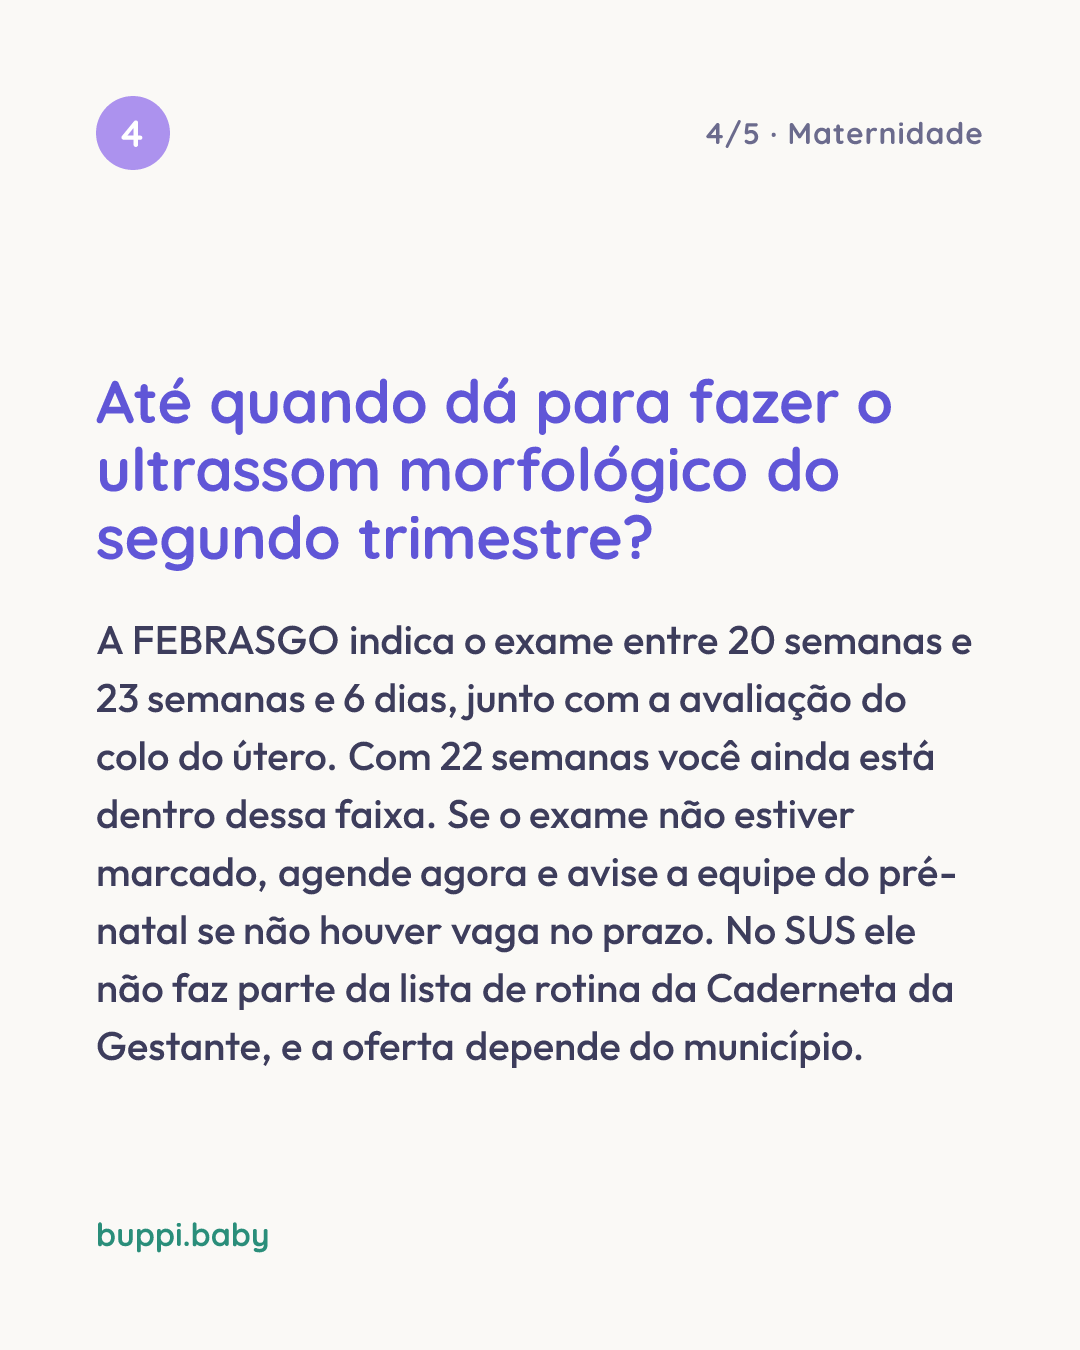 4
4/5 · Maternidade
Até quando dá para fazer o
ultrassom morfológico do
segundo trimestre?
A FEBRASGO indica o exame entre 20 semanas e
23 semanas e 6 dias, junto com a avaliação do
colo do útero. Com 22 semanas você ainda está
dentro dessa faixa. Se o exame não estiver
marcado, agende agora e avise a equipe do pré-
natal se não houver vaga no prazo. No SUS ele
não faz parte da lista de rotina da Caderneta da
Gestante, e a oferta depende do município.
buppi.baby